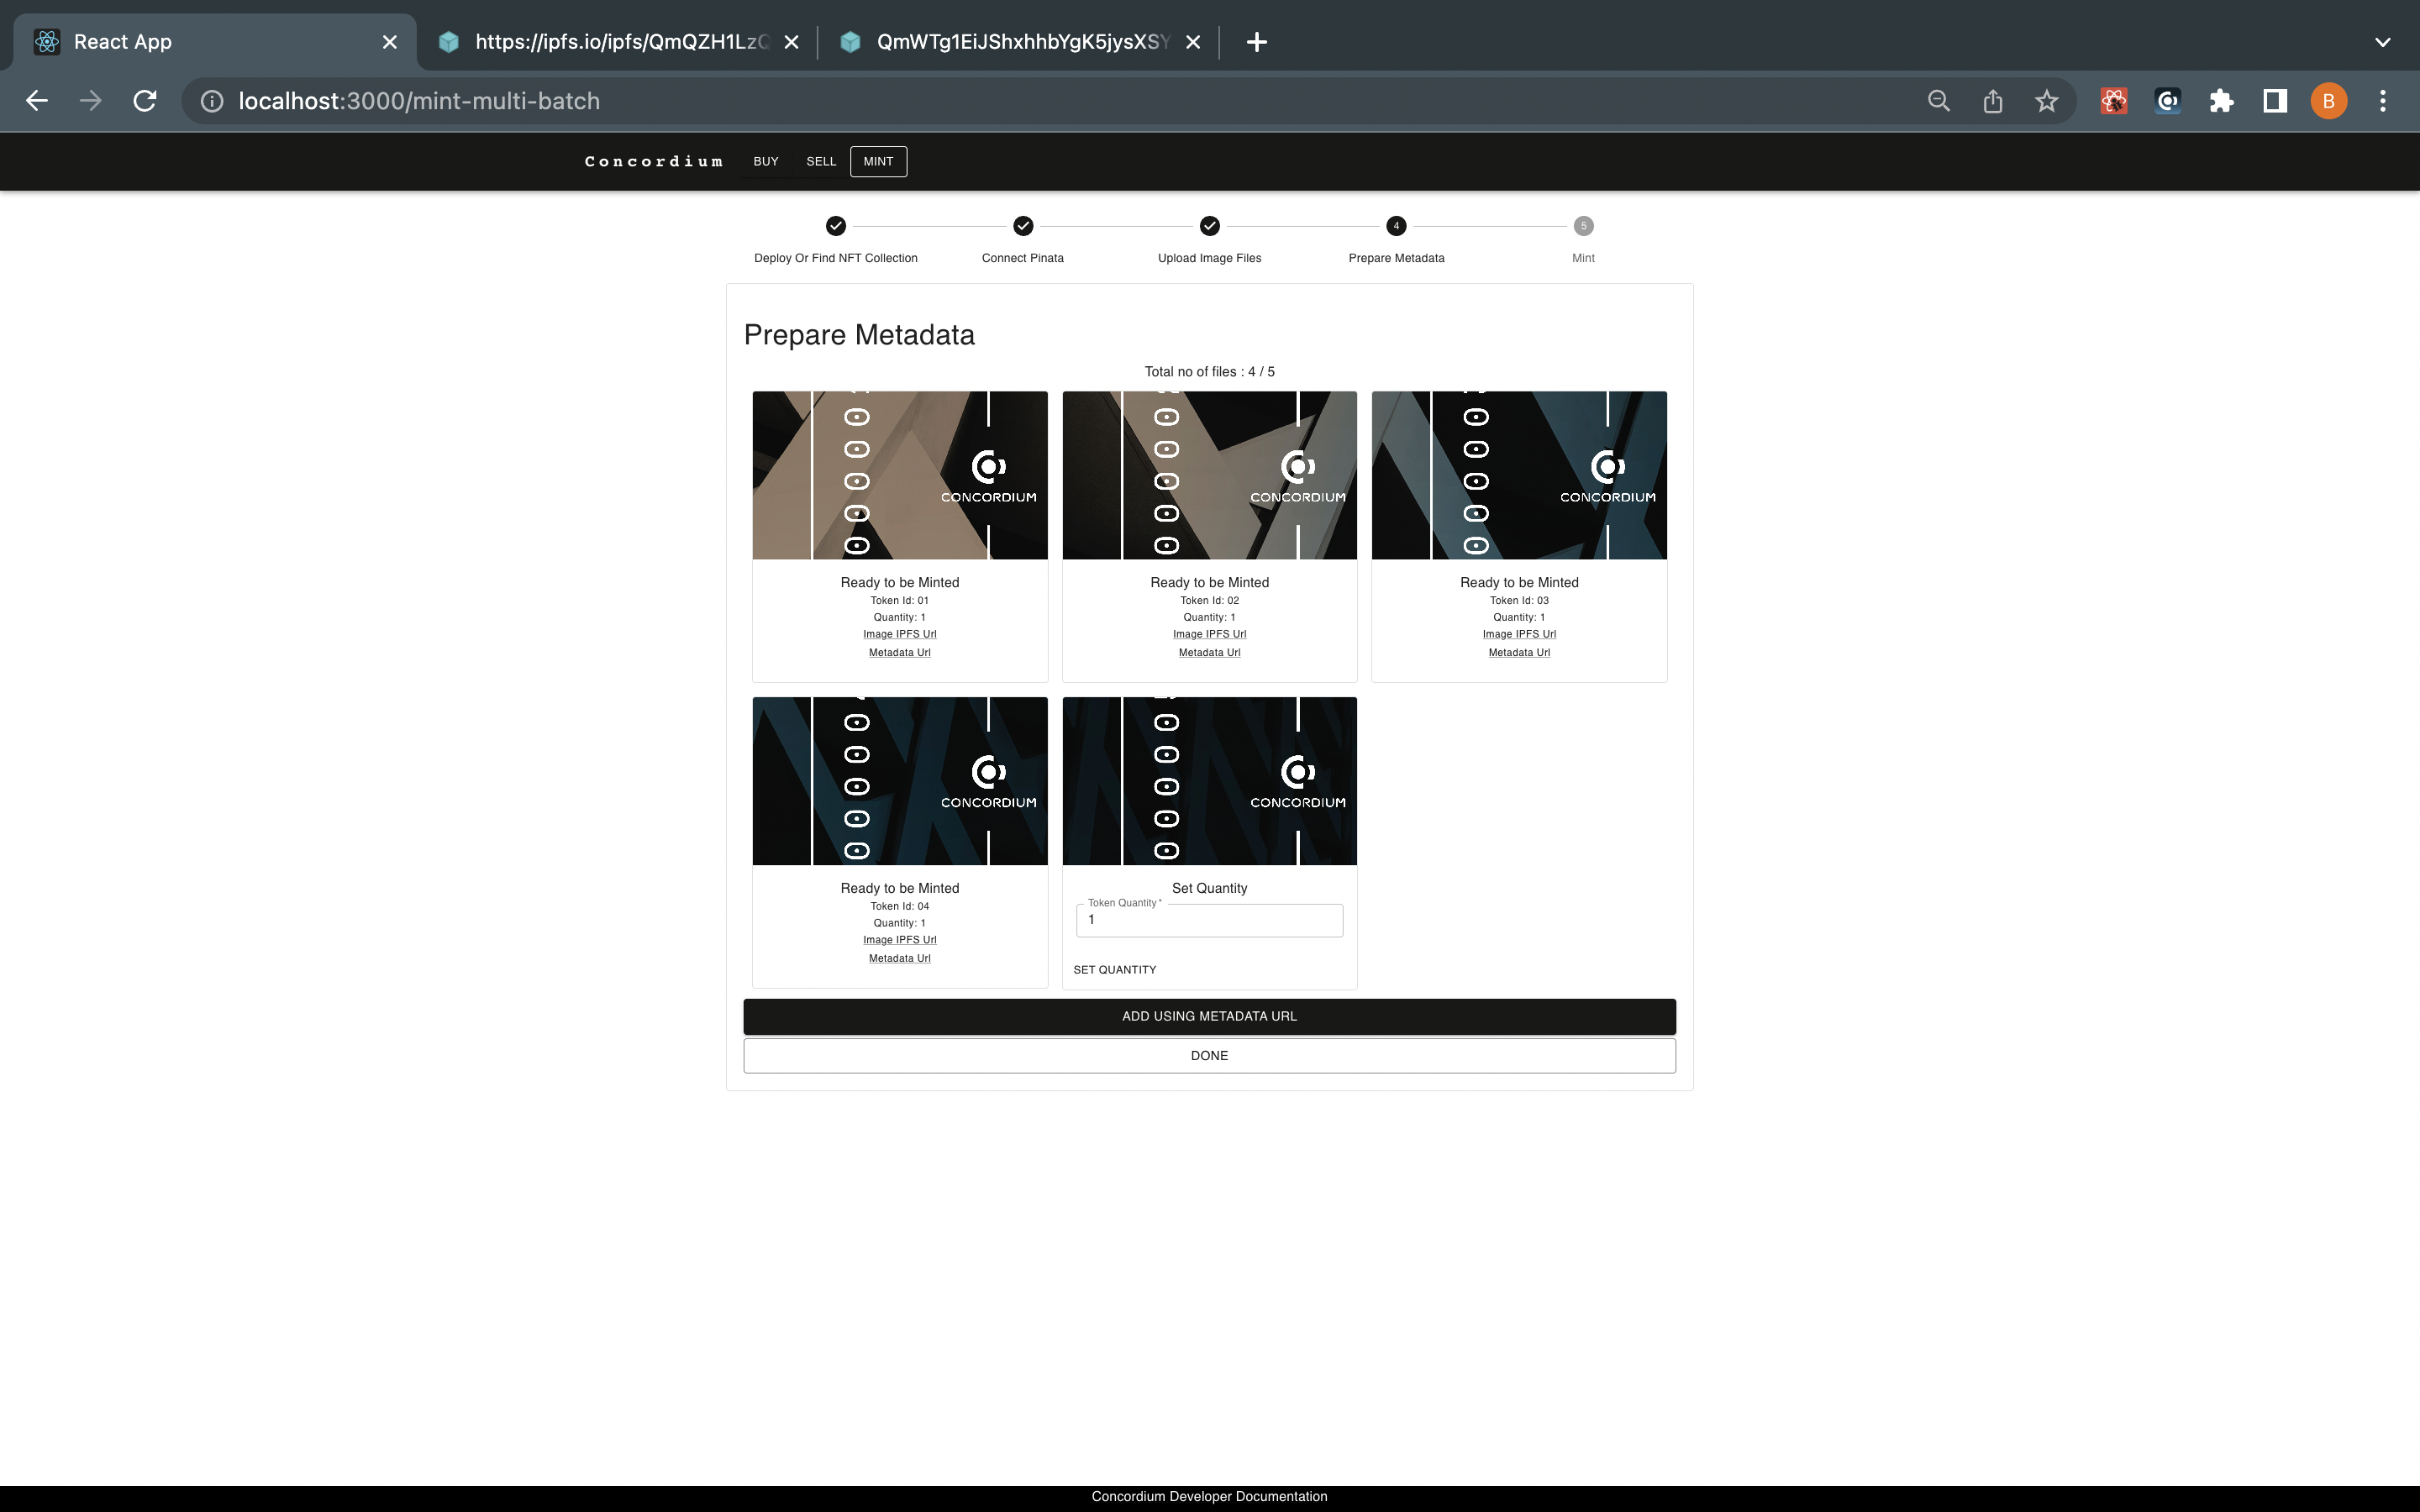 React App
https://ipfs.io/ipfs/QmQZH1Lz
QmWTg1EiJShxhhbYgK5jysXSY
localhost:3000/mint-multi-batch
B
Concordium BUY SELL MINT
4 5
Deploy Or Find NFT Collection Connect Pinata Upload Image Files Prepare Metadata Mint
Prepare Metadata
Total no of files : 4 / 5
00000
CONCORDIUM
00000
CONCORDIUM
00000
CONCORDIUM
Ready to be Minted
Token Id: 01
Quantity: 1
Image IPFS Url
Metadata Url
Ready to be Minted
Token Id: 02
Quantity: 1
Image IPFS Url
Metadata Url
Ready to be Minted
Token Id: 03
Quantity: 1
Image IPFS Url
Metadata Url
00000
CONCORDIUM
00000
CONCORDIUM
Ready to be Minted
Token Id: 04
Quantity: 1
Image IPFS Url
Metadata Url
Set Quantity
Token Quantity *
1
SET QUANTITY
ADD USING METADATA URL
DONE
Concordium Developer Documentation